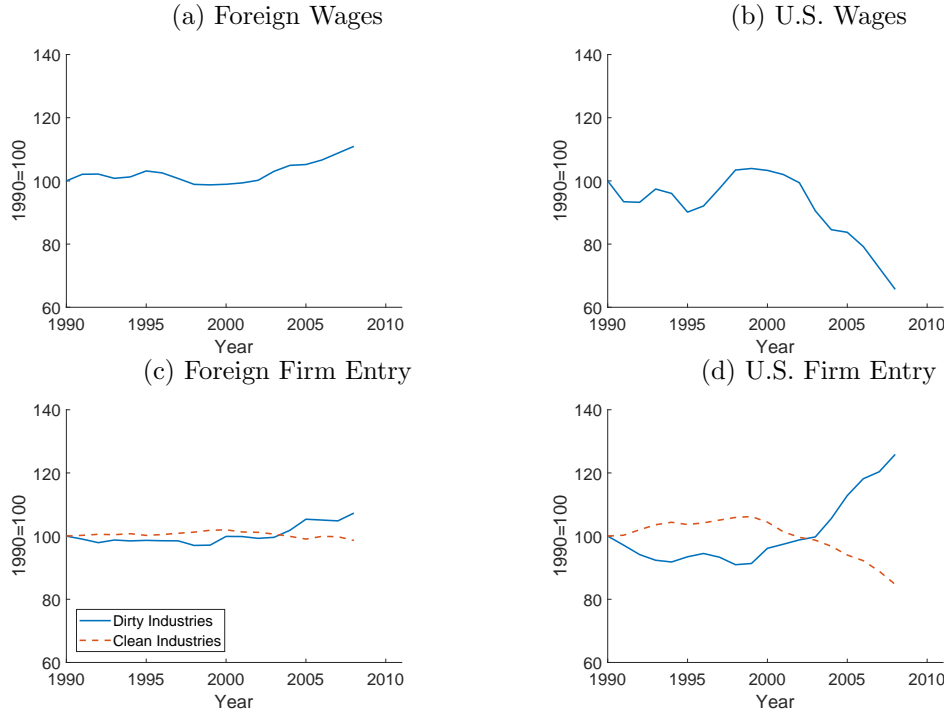 (a) Foreign Wages
140
120
100
80
60
1990=100
1990 1995 2000 2005 2010
Year
(b) U.S. Wages
140
120
100
80
60
1990=100
1990 1995 2000 2005 2010
Year
(c) Foreign Firm Entry
140
120
100
80
60
1990=100
Dirty Industries
Clean Industries
1990 1995 2000 2005 2010
Year
(d) U.S. Firm Entry
140
120
100
80
60
1990=100
1990 1995 2000 2005 2010
Year